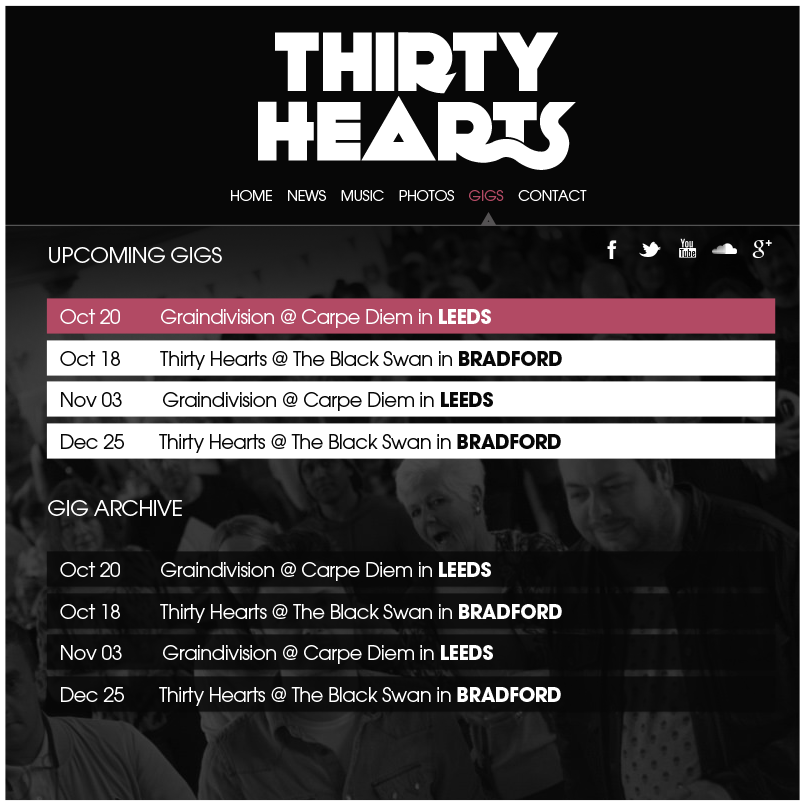 THIRTY
HEARTS
HOME NEWS MUSIC PHOTOS GIGS CONTACT
UPCOMING GIGS
f You Tube g+
Oct 20 Graindivision @ Carpe Diem in LEEDS
Oct 18 Thirty Hearts @ The Black Swan in BRADFORD
Nov 03 Graindivision @ Carpe Diem in LEEDS
Dec 25 Thirty Hearts @ The Black Swan in BRADFORD
GIG ARCHIVE
Oct 20 Graindivision @ Carpe Diem in LEEDS
Oct 18 Thirty Hearts @ The Black Swan in BRADFORD
Nov 03 Graindivision @ Carpe Diem in LEEDS
Dec 25 Thirty Hearts @ The Black Swan in BRADFORD